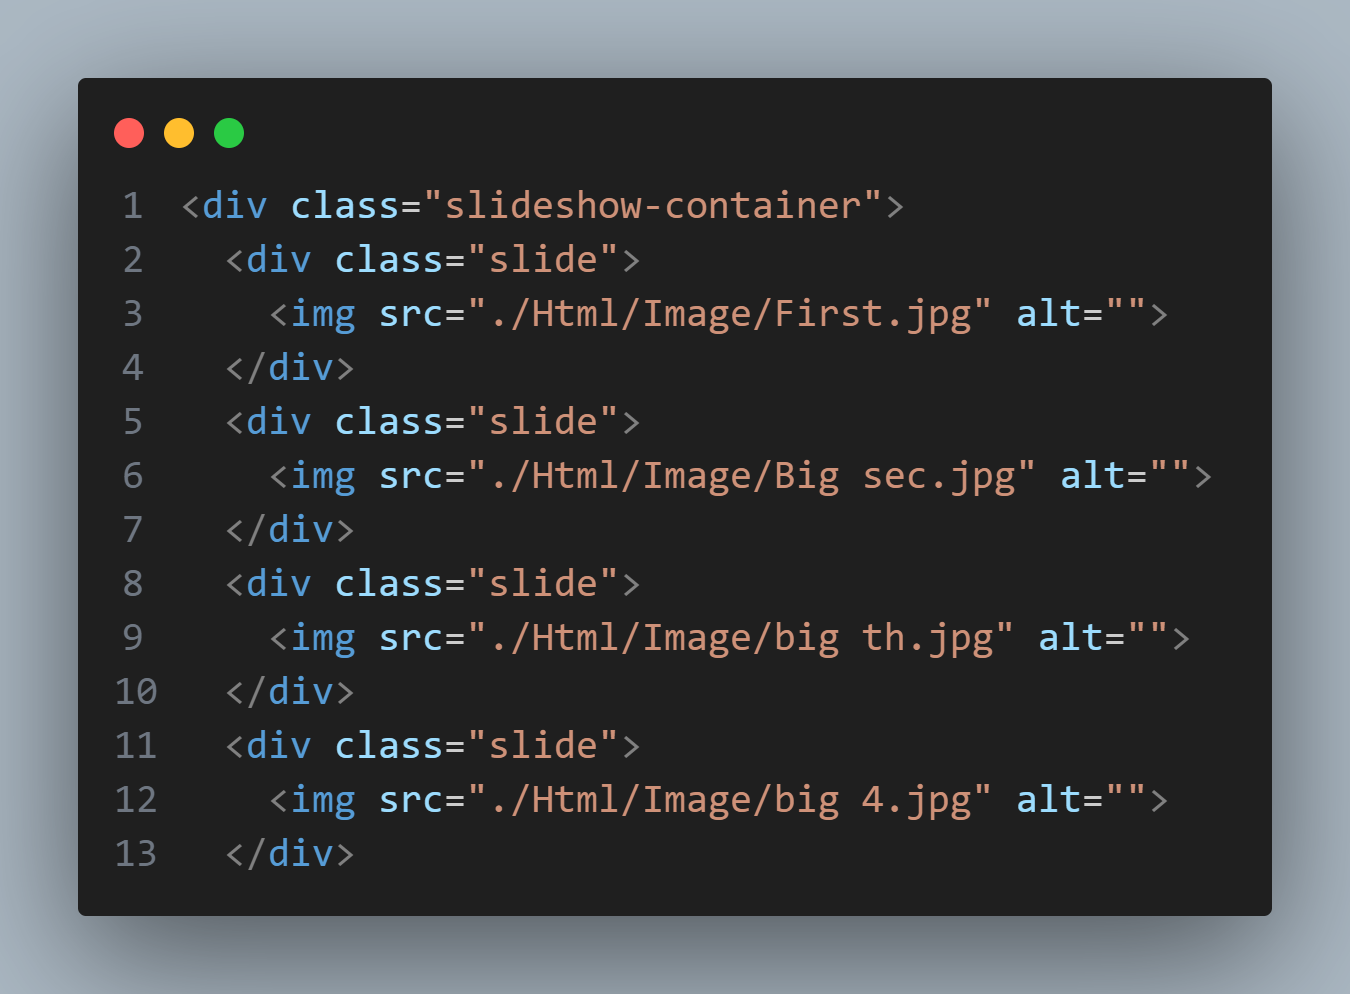 1 <div class="slideshow-container">
2   <div class="slide">
3     <img src="./Html/Image/First.jpg" alt="">
4   </div>
5   <div class="slide">
6     <img src="./Html/Image/Big sec.jpg" alt="">
7   </div>
8   <div class="slide">
9     <img src="./Html/Image/big th.jpg" alt="">
10   </div>
11   <div class="slide">
12     <img src="./Html/Image/big 4.jpg" alt="">
13   </div>